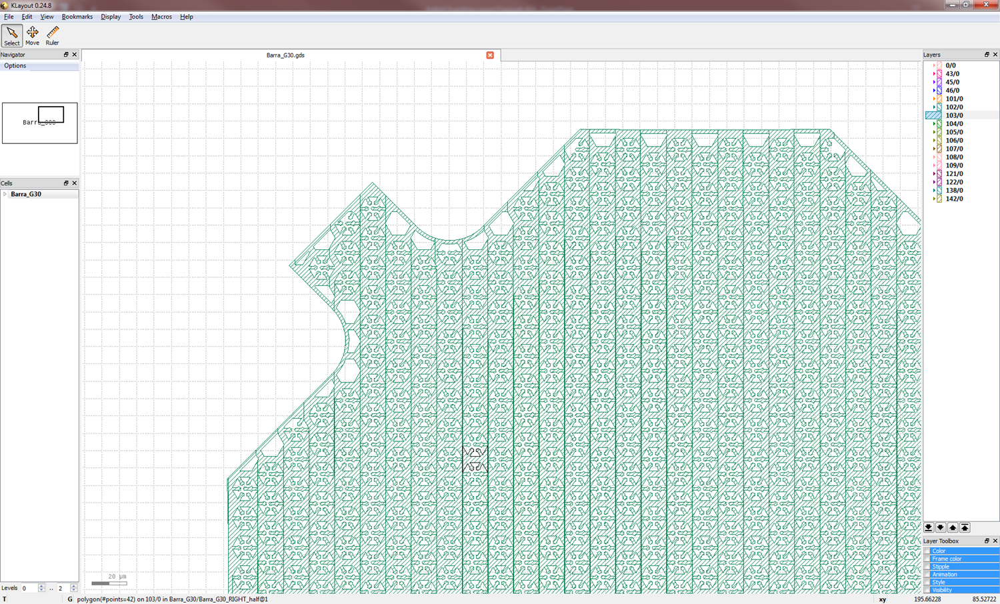 KLayout 0.24.8
File Edit View Bookmarks Display Tools Macros Help
Select Move Ruler
Navigator
Options
Barra_G30.gds
Layers
0/0
43/0
45/0
46/0
101/0
102/0
103/0
104/0
105/0
106/0
107/0
108/0
109/0
121/0
122/0
138/0
142/0
Cells
Barra_G30
20 µm
Layer Toolbox
Color
Frame color
Stipple
Animation
Style
Visibility
Levels 0 .. 2
T G polygon(#points=42) on 103/0 in Barra_G30/Barra_G30_RIGHT_half@1 xy 195.66228 85.52722